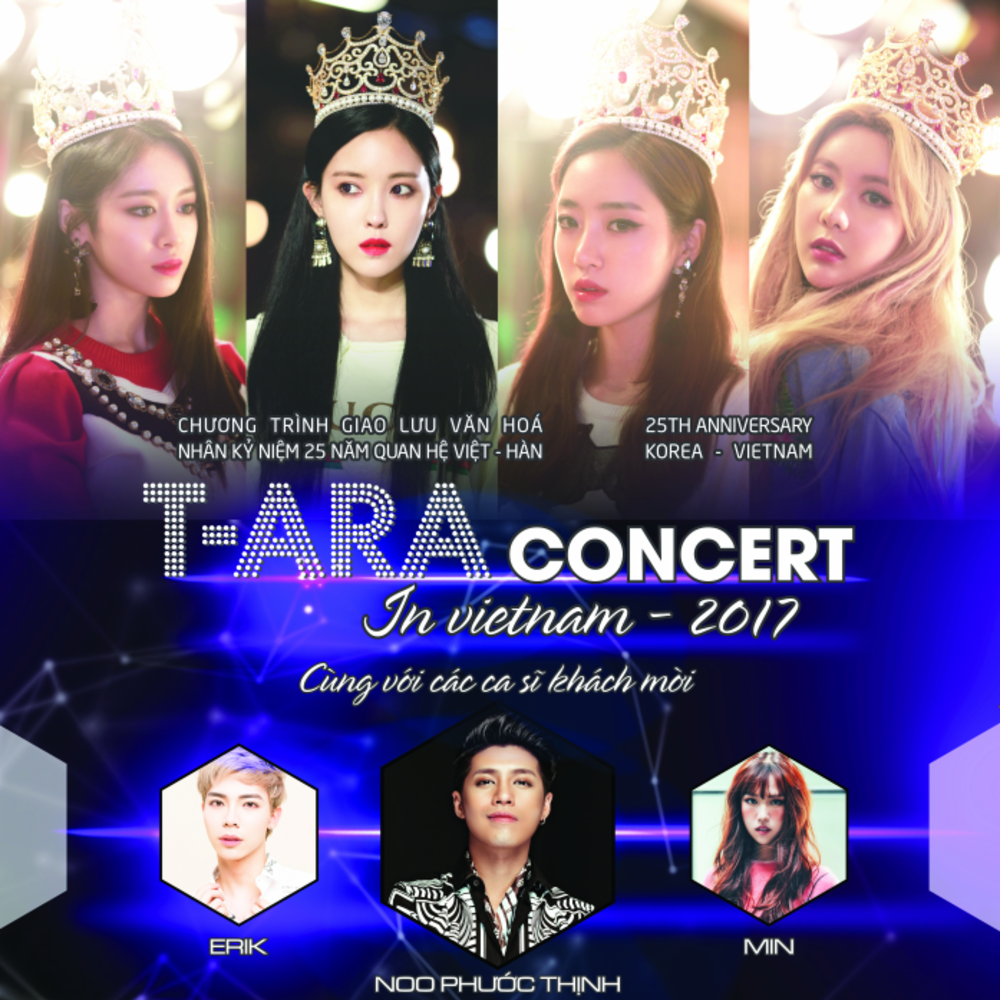 CHƯƠNG TRÌNH GIAO LƯU VĂN HOÁ
NHÂN KỶ NIỆM 25 NĂM QUAN HỆ VIỆT - HÀN
25TH ANNIVERSARY
KOREA - VIETNAM
T-ARA CONCERT
In vietnam - 2017
Cùng với các ca sĩ khách mời
ERIK
NOO PHƯỚC THỊNH
MIN